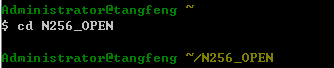 Administrator@tangfeng ~
$ cd N256_OPEN
Administrator@tangfeng ~/N256_OPEN